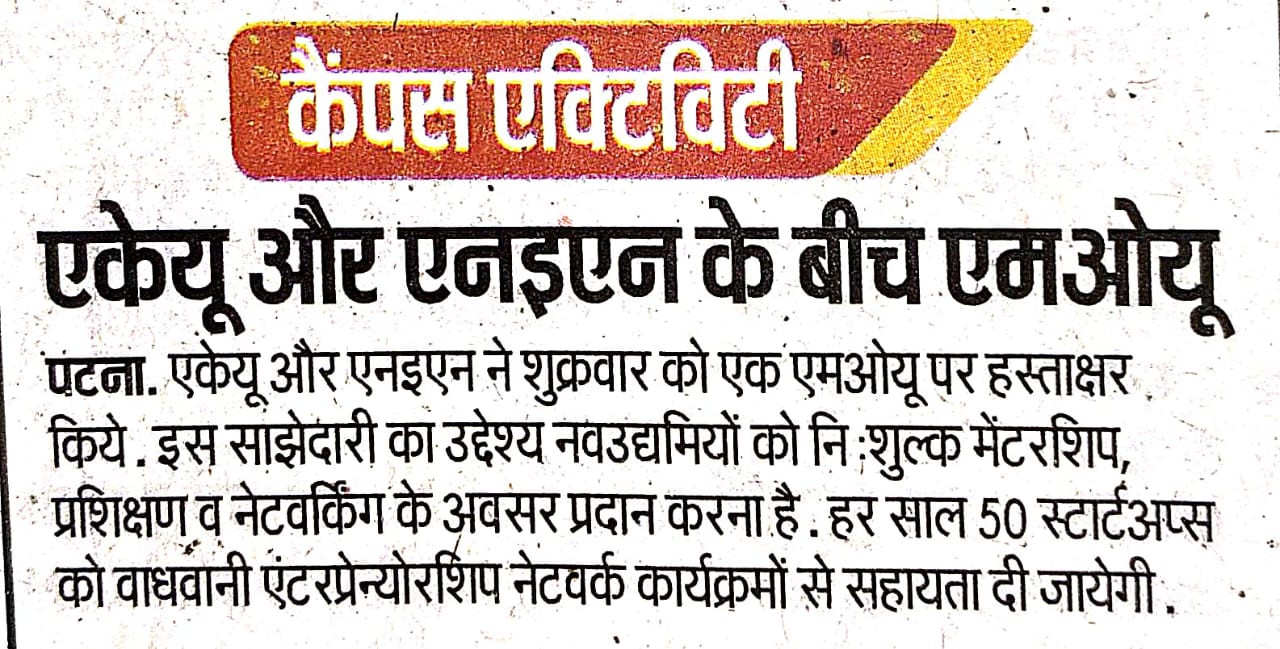 कैंपस एक्टिविटी
एकेयू और एनइएन के बीच एमओयू
पटना. एकेयू और एनइएन ने शुक्रवार को एक एमओयू पर हस्ताक्षर
किये. इस साझेदारी का उद्देश्य नवउद्यमियों को नि:शुल्क मेंटरशिप,
प्रशिक्षण व नेटवर्किंग के अवसर प्रदान करना है. हर साल 50 स्टार्टअप्स
को वाधवानी एंटरप्रेन्योरशिप नेटवर्क कार्यक्रमों से सहायता दी जायेगी.